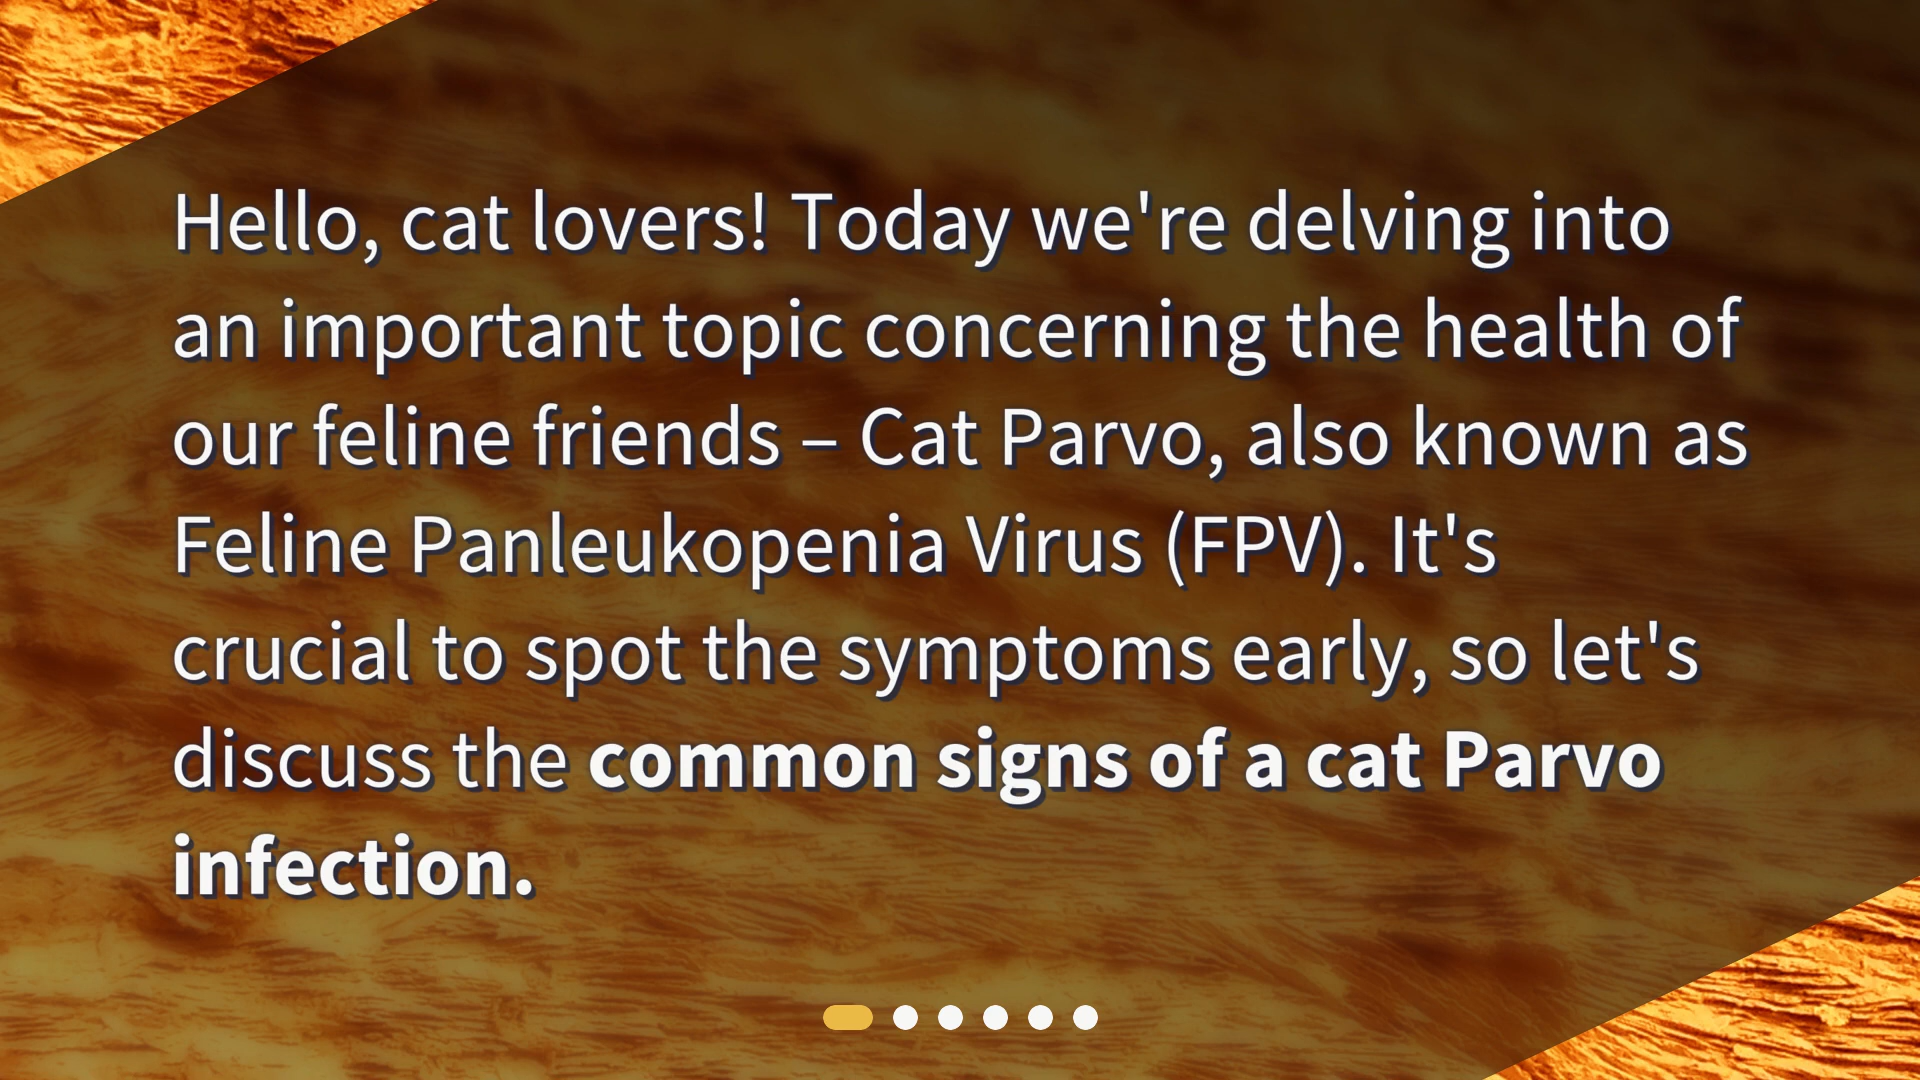 Hello, cat lovers! Today we're delving into
an important topic concerning the health of
our feline friends – Cat Parvo, also known as
Feline Panleukopenia Virus (FPV). It's
crucial to spot the symptoms early, so let's
discuss the common signs of a cat Parvo
infection.